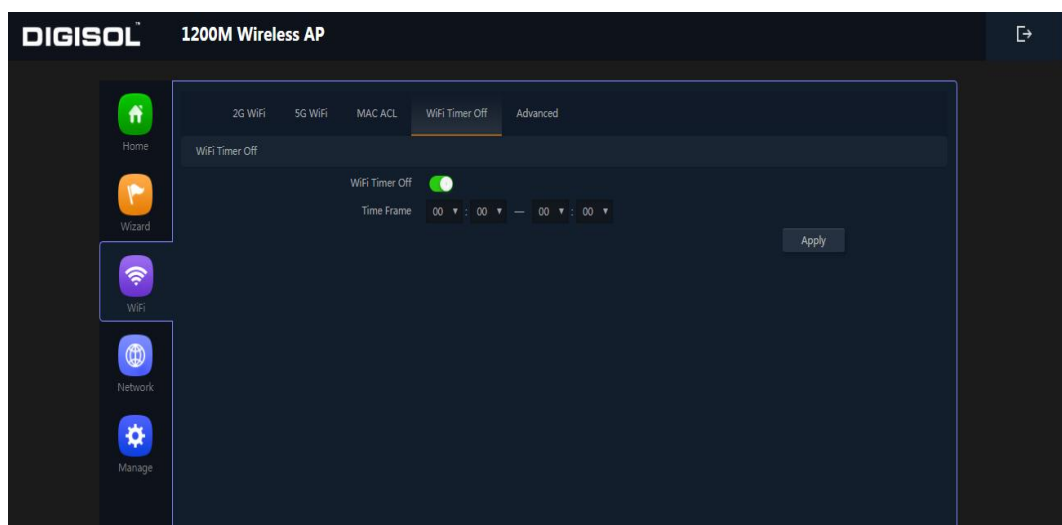 DIGISOL™ 1200M Wireless AP
Home
Wizard
WiFi
Network
Manage
2G WiFi 5G WiFi MAC ACL WiFi Timer Off Advanced
WiFi Timer Off
WiFi Timer Off
Time Frame 00 ▼ : 00 ▼ — 00 ▼ : 00 ▼
Apply